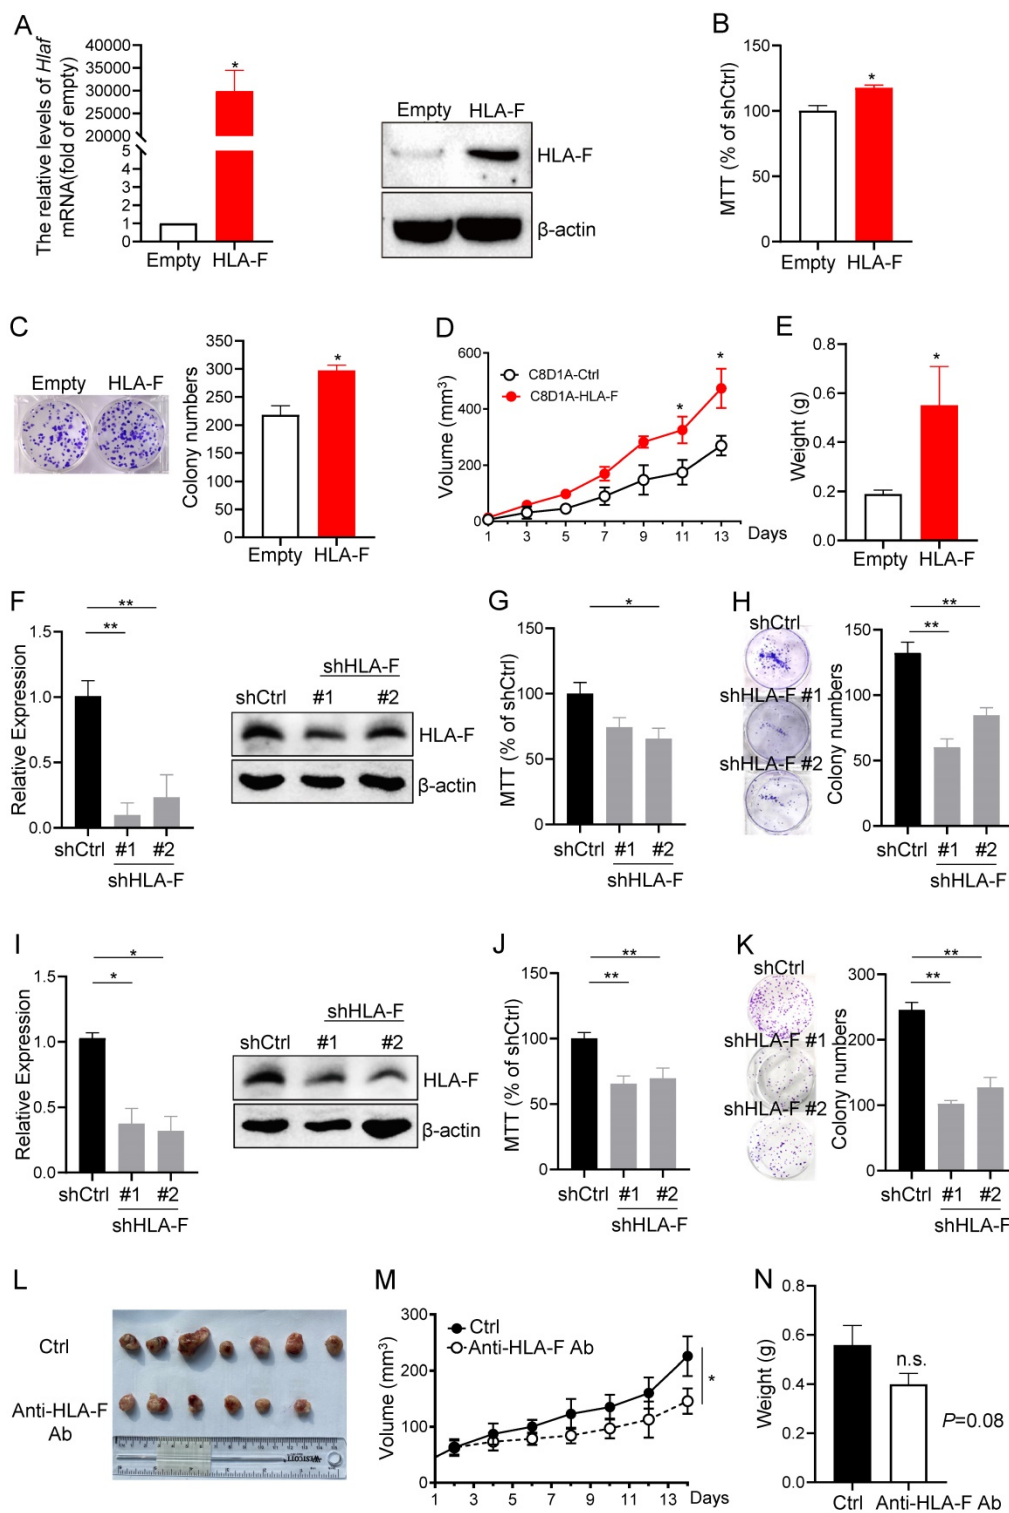 A
The relative levels of Hlaf
mRNA(fold of empty)
40000
35000
30000
25000
20000
5
4
3
2
1
0
*
Empty HLA-F
Empty HLA-F
HLA-F
β-actin
B
MTT (% of shCtrl)
150
100
50
0
*
Empty HLA-F
C
Empty HLA-F
Colony numbers
350
300
250
200
150
100
50
0
*
Empty HLA-F
D
Volume (mm³)
600
400
200
0
C8D1A-Ctrl
C8D1A-HLA-F
* *
1 3 5 7 9 11 13 Days
E
Weight (g)
0.8
0.6
0.4
0.2
0.0
*
Empty HLA-F
F
Relative Expression
1.5
1.0
0.5
0.0
**
**
shCtrl #1 #2
shHLA-F
shHLA-F
shCtrl #1 #2
HLA-F
β-actin
G
MTT (% of shCtrl)
150
100
50
0
*
shCtrl #1 #2
shHLA-F
H
shCtrl
shHLA-F #1
shHLA-F #2
Colony numbers
150
100
50
0
**
**
shCtrl #1 #2
shHLA-F
I
Relative Expression
1.5
1.0
0.5
0.0
*
*
shCtrl #1 #2
shHLA-F
shHLA-F
shCtrl #1 #2
HLA-F
β-actin
J
MTT (% of shCtrl)
150
100
50
0
**
**
shCtrl #1 #2
shHLA-F
K
shCtrl
shHLA-F #1
shHLA-F #2
Colony numbers
300
200
100
0
**
**
shCtrl #1 #2
shHLA-F
L
Ctrl
Anti-HLA-F
Ab
WESTCOTT
M
Volume (mm³)
300
200
100
0
Ctrl
Anti-HLA-F Ab
*
1 3 5 7 9 11 13 Days
N
Weight (g)
0.8
0.6
0.4
0.2
0.0
n.s.
P=0.08
Ctrl Anti-HLA-F Ab